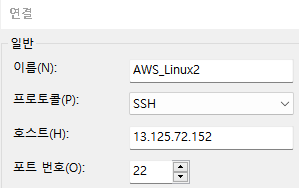 연결
일반
이름(N):
AWS_Linux2
프로토콜(P):
SSH
호스트(H):
13.125.72.152
포트 번호(O):
22